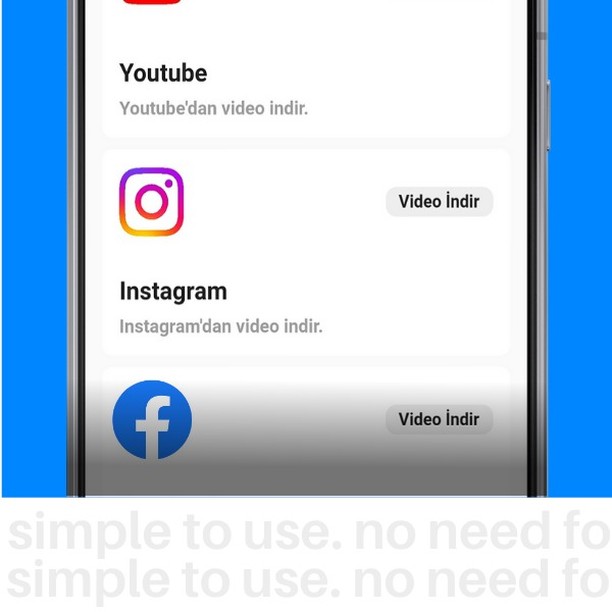 Youtube
Youtube'dan video indir.
Video İndir
Instagram
Instagram'dan video indir.
Video İndir
simple to use. no need fo
simple to use. no need fo